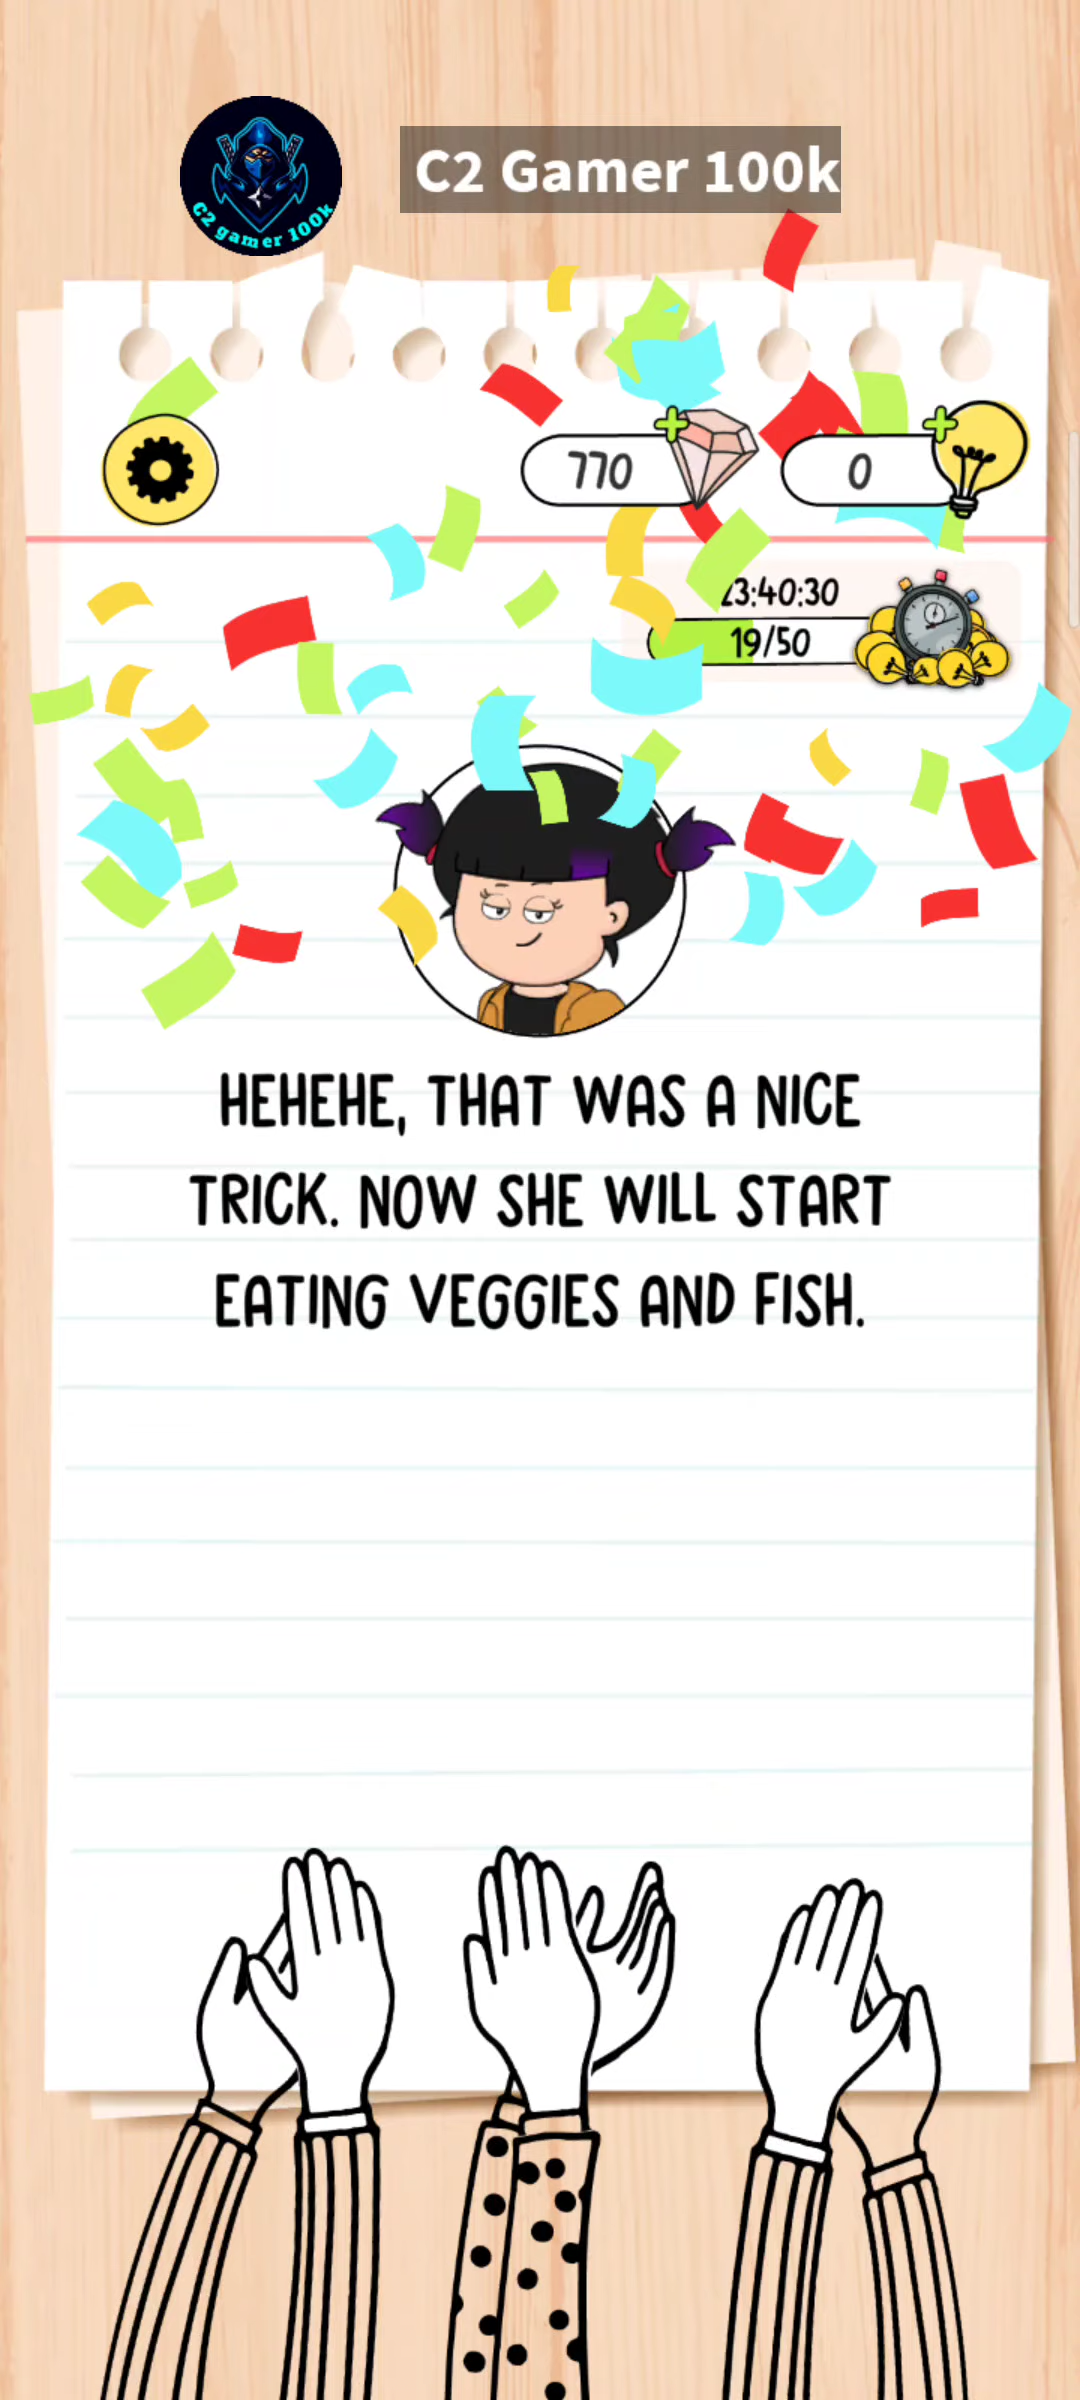 C2 Gamer 100k
C2 gamer 100k
770
0
23:40:30
19/50
HEHEHE, THAT WAS A NICE
TRICK. NOW SHE WILL START
EATING VEGGIES AND FISH.